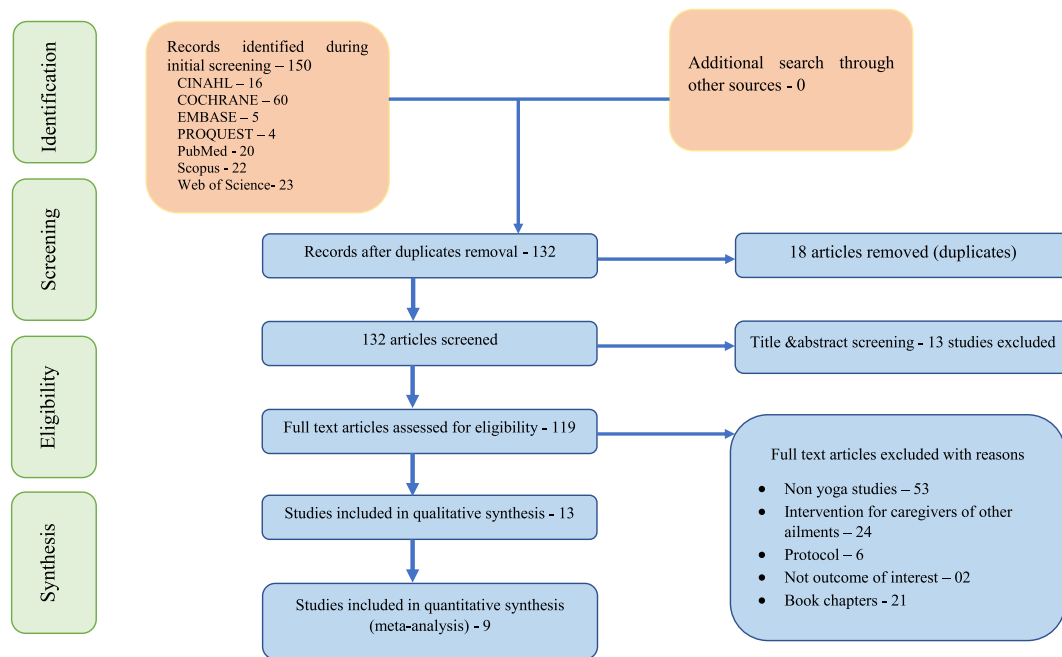 Identification
Records identified during
initial screening – 150
CINAHL - 16
COCHRANE – 60
EMBASE - 5
PROQUEST – 4
PubMed - 20
Scopus - 22
Web of Science- 23
Additional search through
other sources - 0
Screening
Records after duplicates removal - 132
18 articles removed (duplicates)
132 articles screened
Title &abstract screening - 13 studies excluded
Eligibility
Full text articles assessed for eligibility - 119
Full text articles excluded with reasons
• Non yoga studies – 53
• Intervention for caregivers of other
ailments – 24
• Protocol – 6
• Not outcome of interest – 02
• Book chapters - 21
Synthesis
Studies included in qualitative synthesis - 13
Studies included in quantitative synthesis
(meta-analysis) - 9